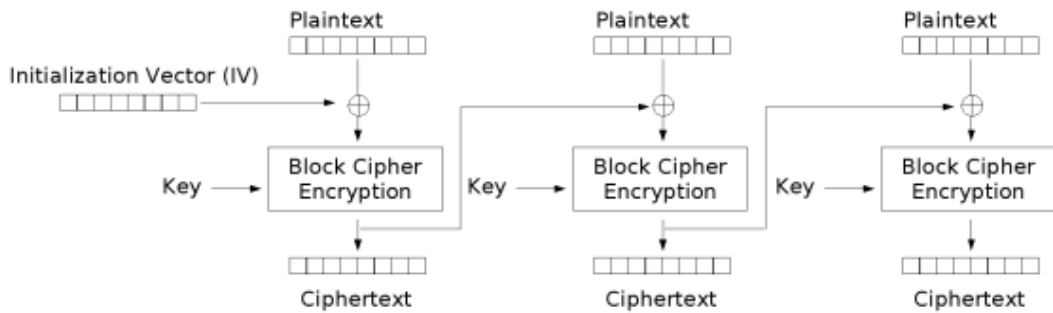 Plaintext
Plaintext
Plaintext
Initialization Vector (IV)
Key
Block Cipher
Encryption
Key
Block Cipher
Encryption
Key
Block Cipher
Encryption
Ciphertext
Ciphertext
Ciphertext